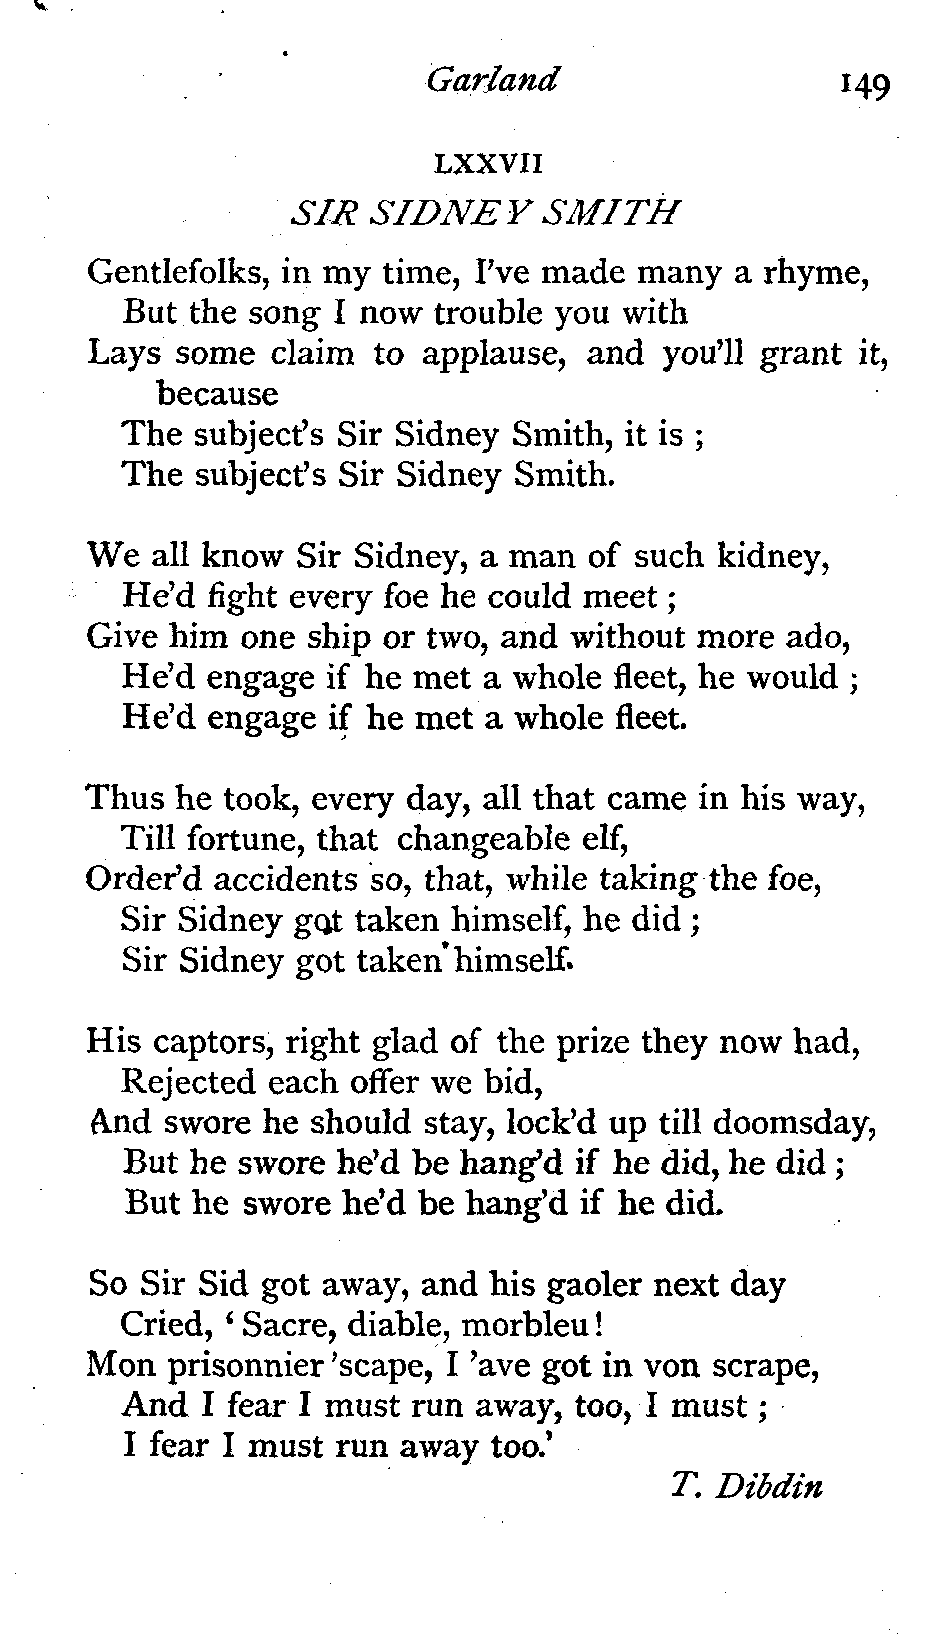 Garland 149
LXXVII
SIR SIDNEY SMITH
Gentlefolks, in my time, I've made many a rhyme,
But the song I now trouble you with
Lays some claim to applause, and you'll grant it,
because
The subject's Sir Sidney Smith, it is ;
The subject's Sir Sidney Smith.
We all know Sir Sidney, a man of such kidney,
He'd fight every foe he could meet ;
Give him one ship or two, and without more ado,
He'd engage if he met a whole fleet, he would ;
He'd engage if he met a whole fleet.
Thus he took, every day, all that came in his way,
Till fortune, that changeable elf,
Order'd accidents so, that, while taking the foe,
Sir Sidney got taken himself, he did ;
Sir Sidney got taken himself.
His captors, right glad of the prize they now had,
Rejected each offer we bid,
And swore he should stay, lock'd up till doomsday,
But he swore he'd be hang'd if he did, he did ;
But he swore he'd be hang'd if he did.
So Sir Sid got away, and his gaoler next day
Cried, ‘ Sacre, diable, morbleu !
Mon prisonnier 'scape, I 'ave got in von scrape,
And I fear I must run away, too, I must ;
I fear I must run away too.’
T. Dibdin